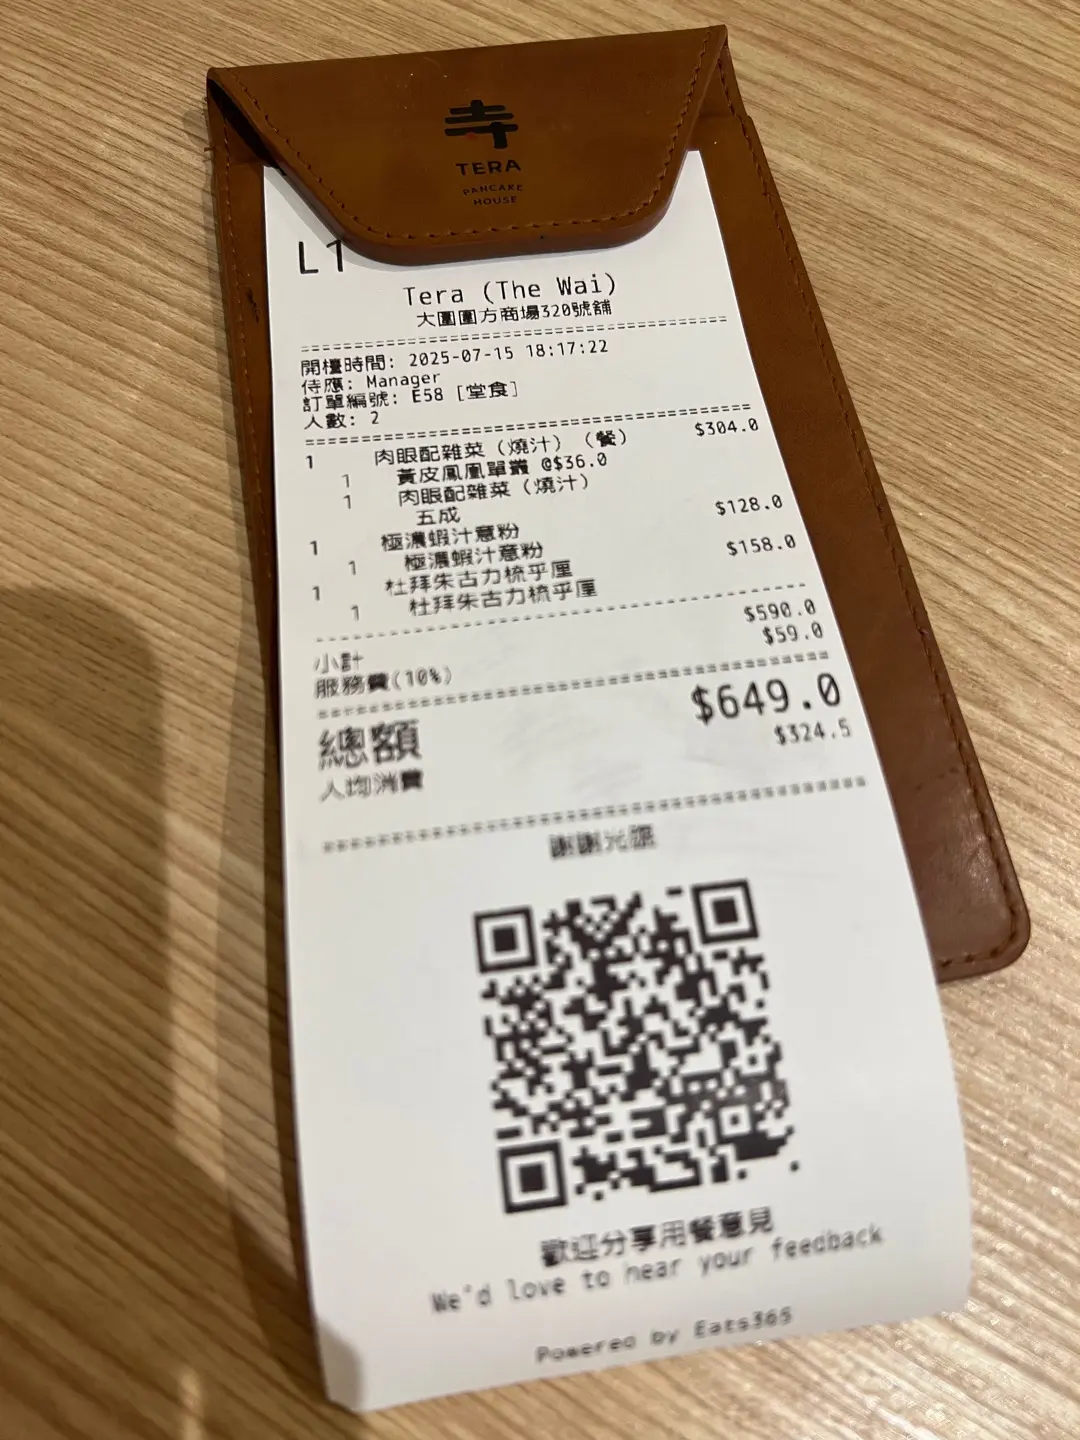 寺
TERA
PANCAKE
HOUSE
L1
Tera (The Wai)
大圍圍方商場320號舖
開檯時間: 2025-07-15 18:17:22
侍應: Manager
訂單編號: E58 [堂食]
人數: 2
1 肉眼配雜菜（燒汁）（餐） $304.0
1 黃皮鳳凰單叢 @$36.0
1 肉眼配雜菜（燒汁）
五成
1 極濃蝦汁意粉 $128.0
1 極濃蝦汁意粉
1 杜拜朱古力梳乎厘 $158.0
1 杜拜朱古力梳乎厘
小計 $590.0
服務費(10%) $59.0
總額 $649.0
人均消費 $324.5
謝謝光臨
歡迎分享用餐意見
We'd love to hear your feedback
Powered by Eats365